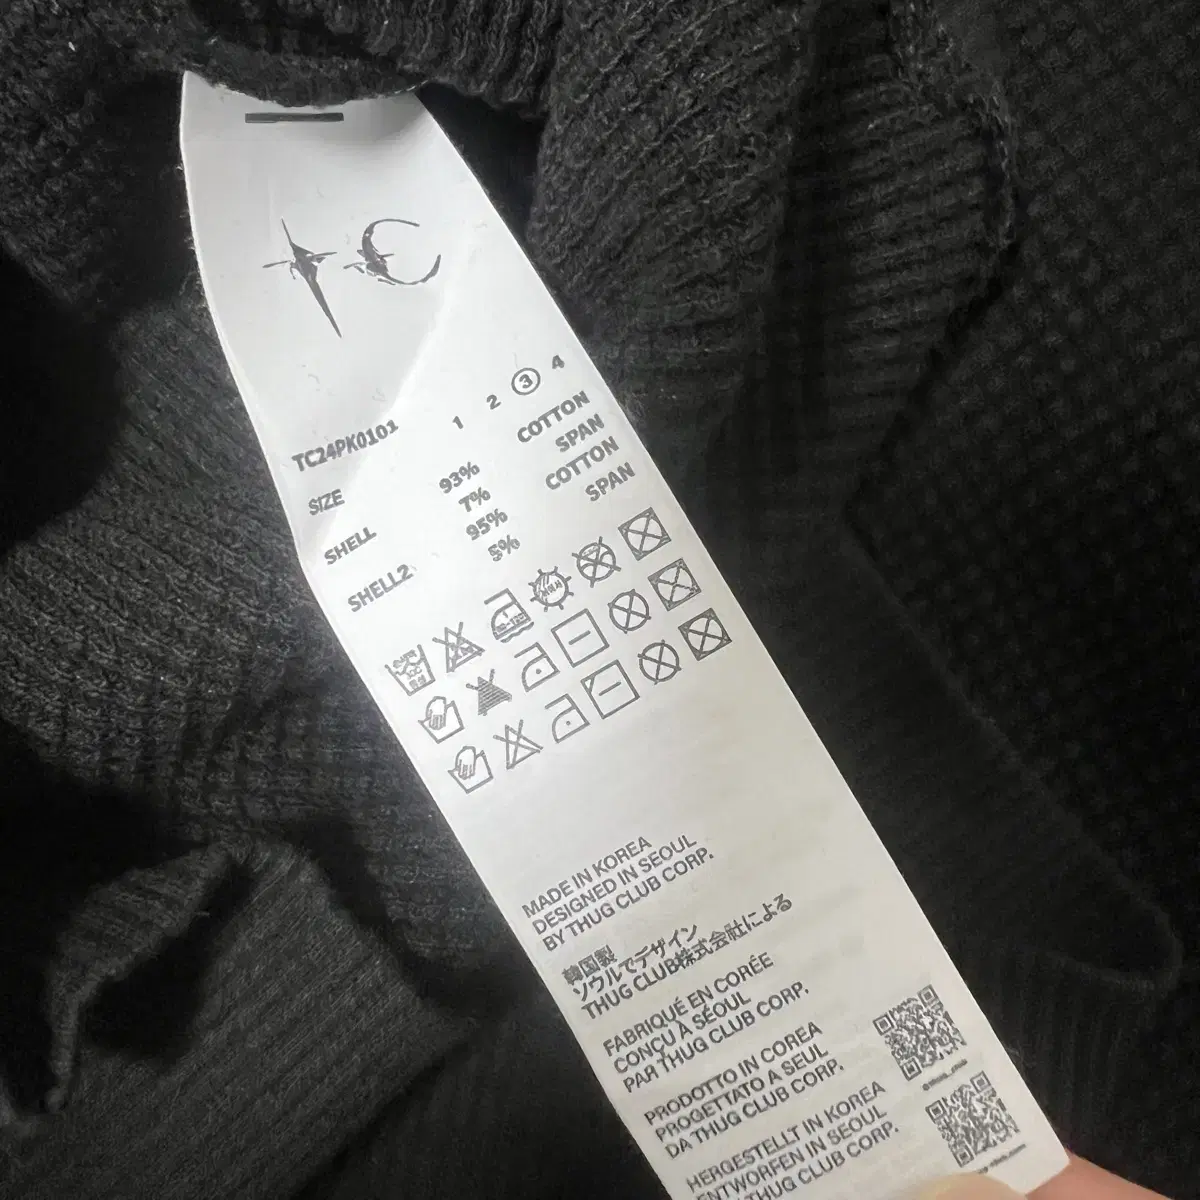 TC24PK0101
SIZE 1 2 3 4
SHELL 93% COTTON
7% SPAN
SHELL2 95% COTTON
5% SPAN
MADE IN KOREA
DESIGNED IN SEOUL
BY THUG CLUB CORP.
韓国製
ソウルでデザイン
THUG CLUB株式会社による
FABRIQUÉ EN CORÉE
CONÇU À SÉOUL
PAR THUG CLUB CORP.
PRODOTTO IN COREA
PROGETTATO A SEUL
DA THUG CLUB CORP.
HERGESTELLT IN KOREA
ENTWORFEN IN SEOUL
THUG CLUB CORP.